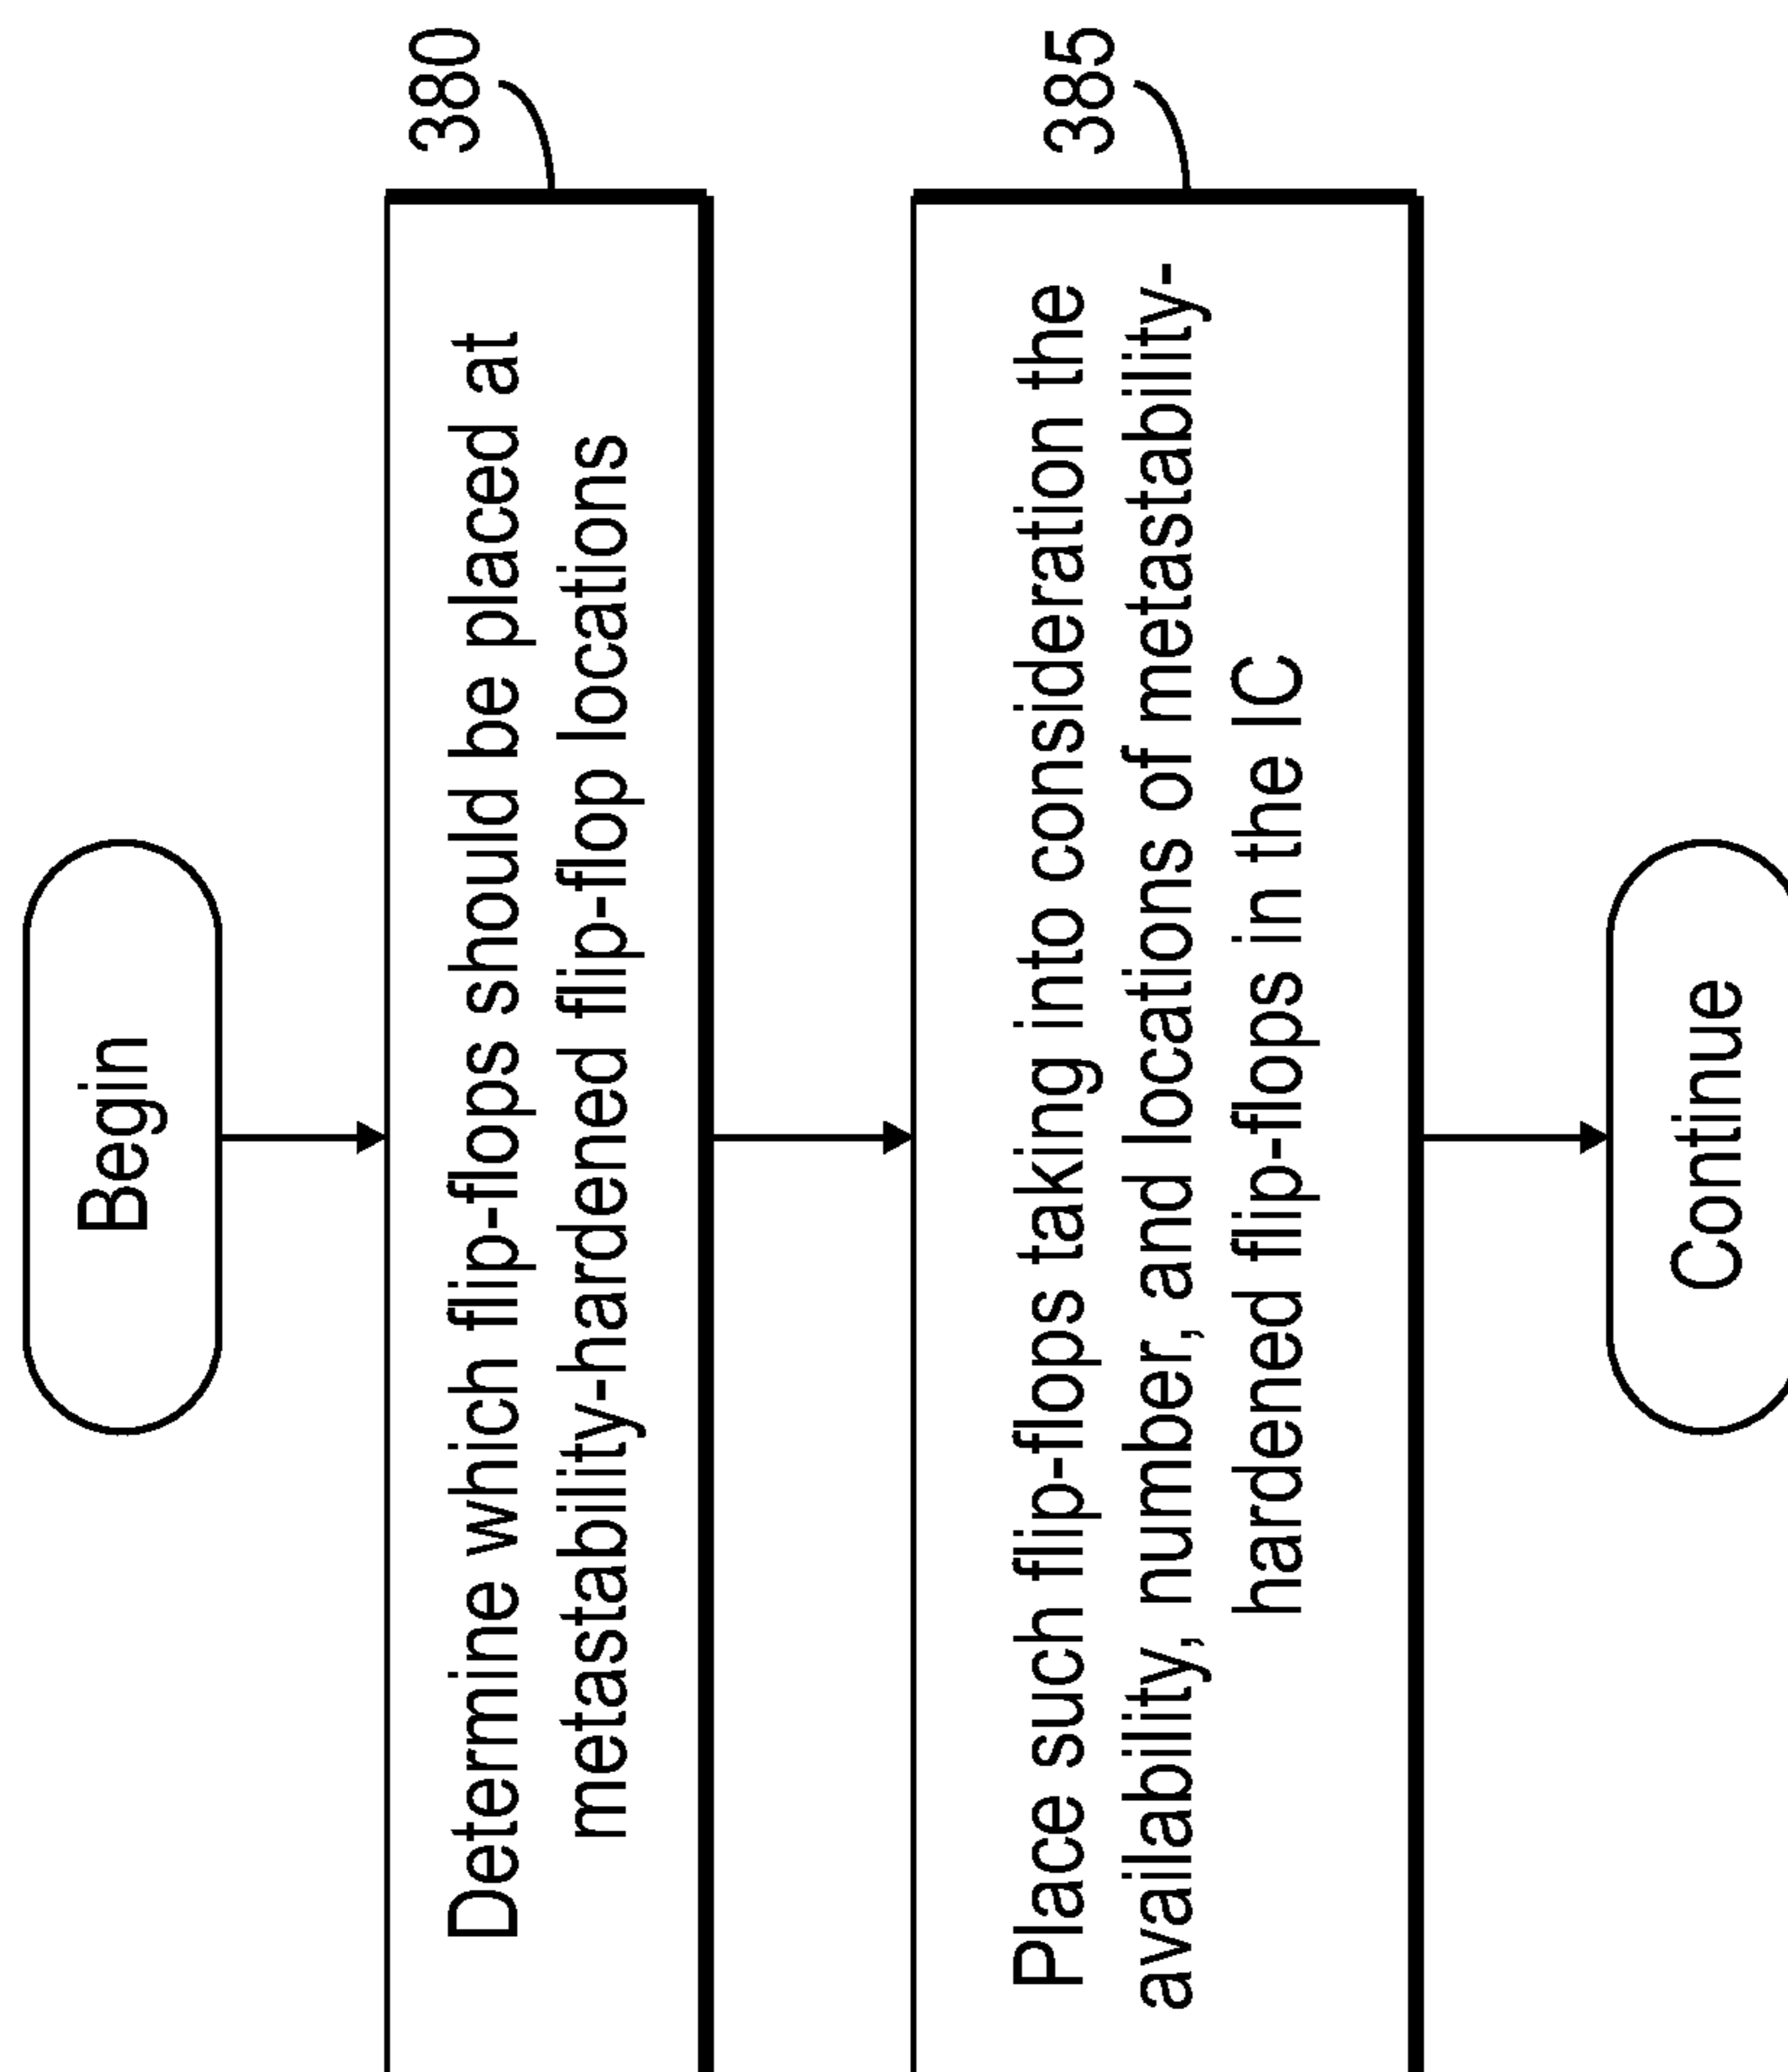 Begin
380
Determine which flip-flops should be placed at
metastability-hardened flip-flop locations
385
Place such flip-flops taking into consideration the
availability, number, and locations of metastability-
hardened flip-flops in the IC
Continue